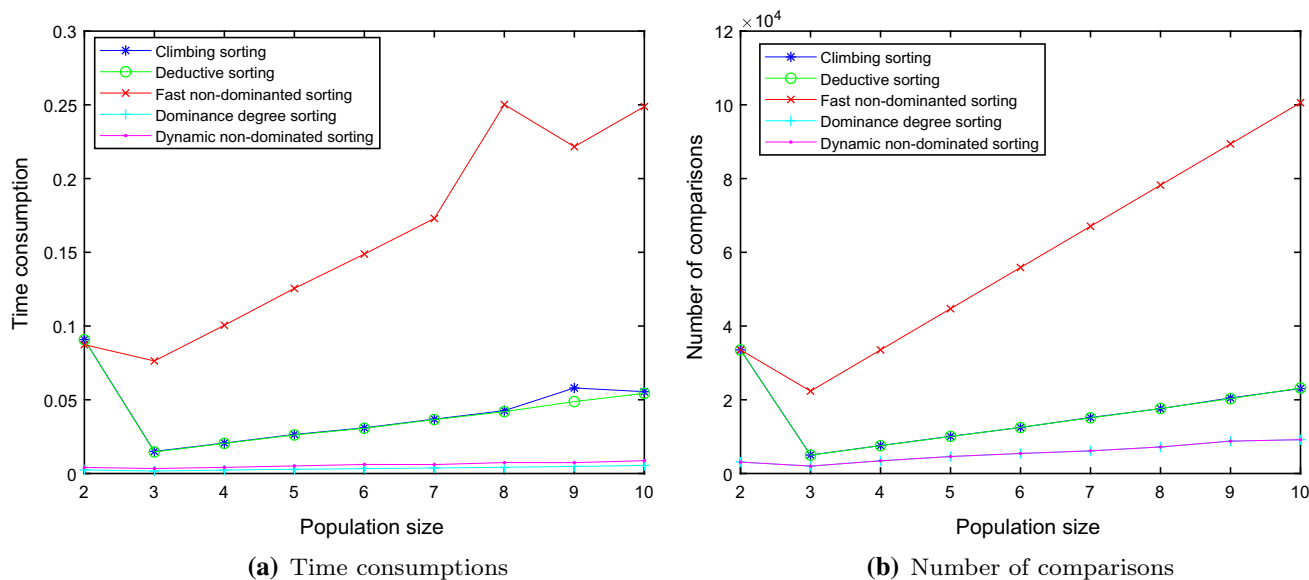 0.3
0.25
0.2
0.15
0.1
0.05
0
Time consumption
Climbing sorting
Deductive sorting
Fast non-dominanted sorting
Dominance degree sorting
Dynamic non-dominated sorting
2 3 4 5 6 7 8 9 10
Population size
(a) Time consumptions
×10⁴
12
10
8
6
4
2
0
Number of comparisons
Climbing sorting
Deductive sorting
Fast non-dominanted sorting
Dominance degree sorting
Dynamic non-dominated sorting
2 3 4 5 6 7 8 9 10
Population size
(b) Number of comparisons